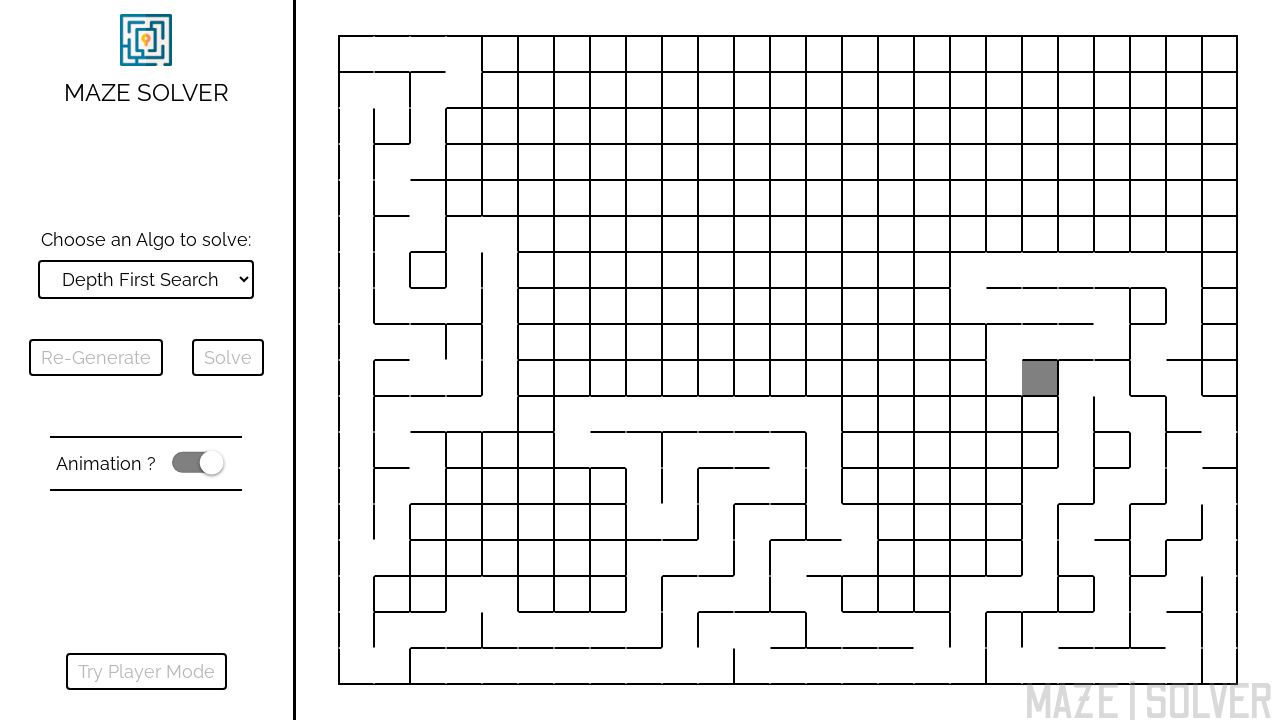 MAZE SOLVER
Choose an Algo to solve:
Depth First Search
Re-Generate
Solve
Animation ?
Try Player Mode
MAZE | SOLVER